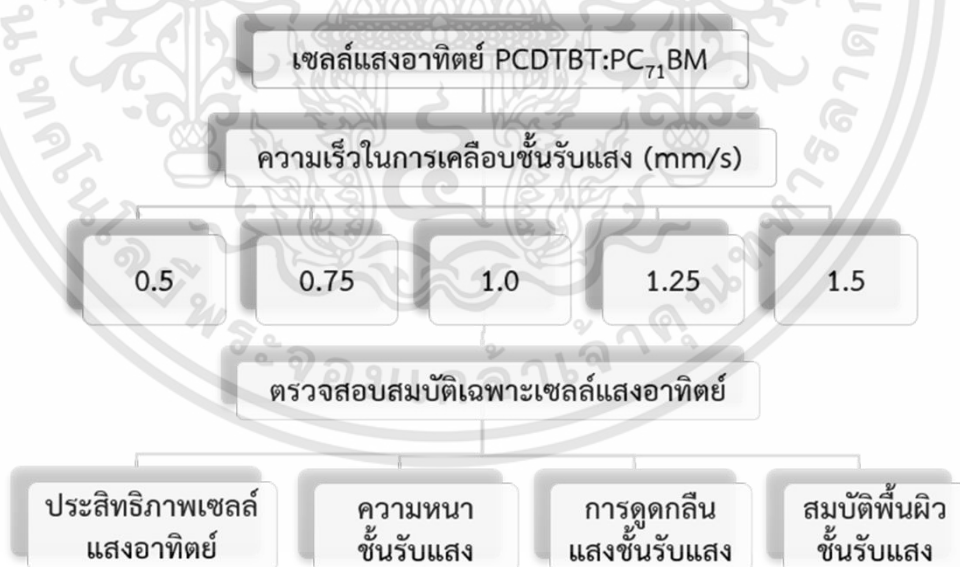 เซลล์แสงอาทิตย์ PCDTBT:PC₇₁BM
ความเร็วในการเคลือบชั้นรับแสง (mm/s)
0.5
0.75
1.0
1.25
1.5
ตรวจสอบสมบัติเฉพาะเซลล์แสงอาทิตย์
ประสิทธิภาพเซลล์
แสงอาทิตย์
ความหนา
ชั้นรับแสง
การดูดกลืน
แสงชั้นรับแสง
สมบัติพื้นผิว
ชั้นรับแสง